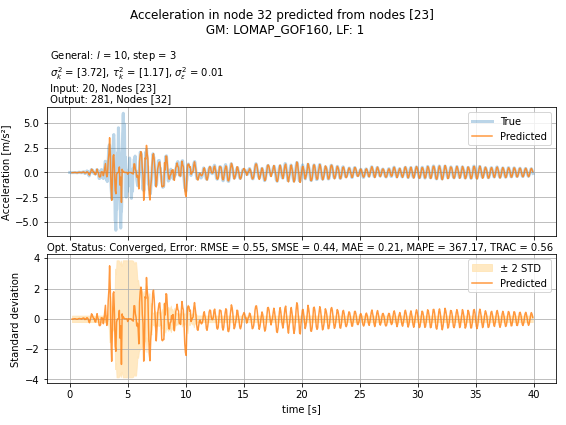 Acceleration in node 32 predicted from nodes [23]
GM: LOMAP_GOF160, LF: 1
General: l = 10, step = 3
σ²ₖ = [3.72], τ²ₖ = [1.17], σ²_ε = 0.01
Input: 20, Nodes [23]
Output: 281, Nodes [32]
Acceleration [m/s²]
5.0
2.5
0.0
−2.5
−5.0
True
Predicted
Opt. Status: Converged, Error: RMSE = 0.55, SMSE = 0.44, MAE = 0.21, MAPE = 367.17, TRAC = 0.56
Standard deviation
4
2
0
−2
−4
± 2 STD
Predicted
0 5 10 15 20 25 30 35 40
time [s]